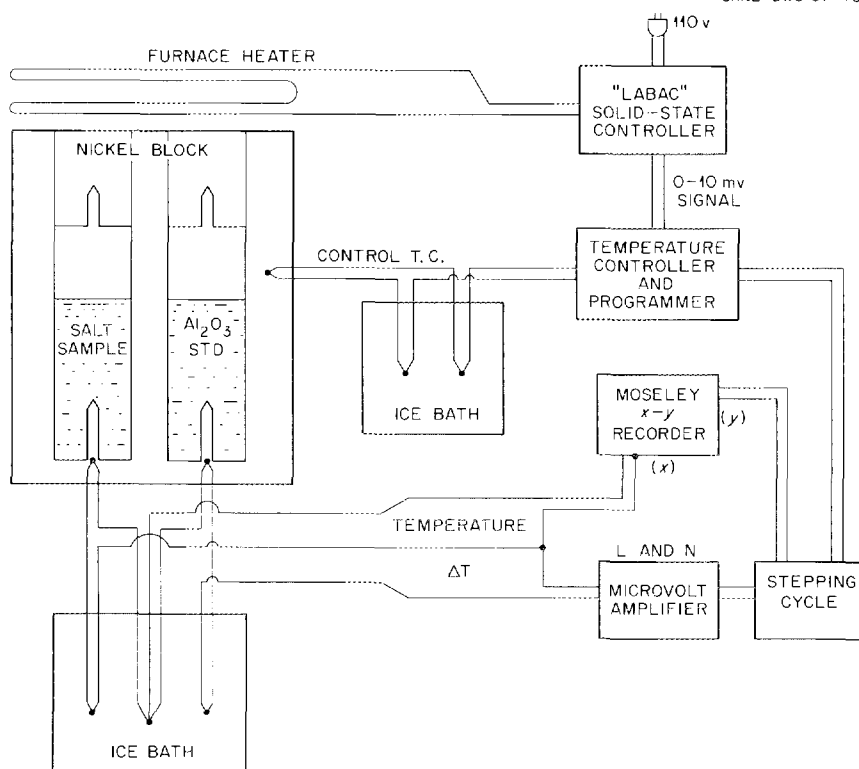 110 v
FURNACE HEATER
"LABAC"
SOLID-STATE
CONTROLLER
NICKEL BLOCK
0-10 mv
SIGNAL
CONTROL T.C.
TEMPERATURE
CONTROLLER
AND
PROGRAMMER
SALT
SAMPLE
Al2O3
STD
ICE BATH
MOSELEY
x-y
RECORDER
(y)
(x)
TEMPERATURE
L AND N
ΔT
MICROVOLT
AMPLIFIER
STEPPING
CYCLE
ICE BATH